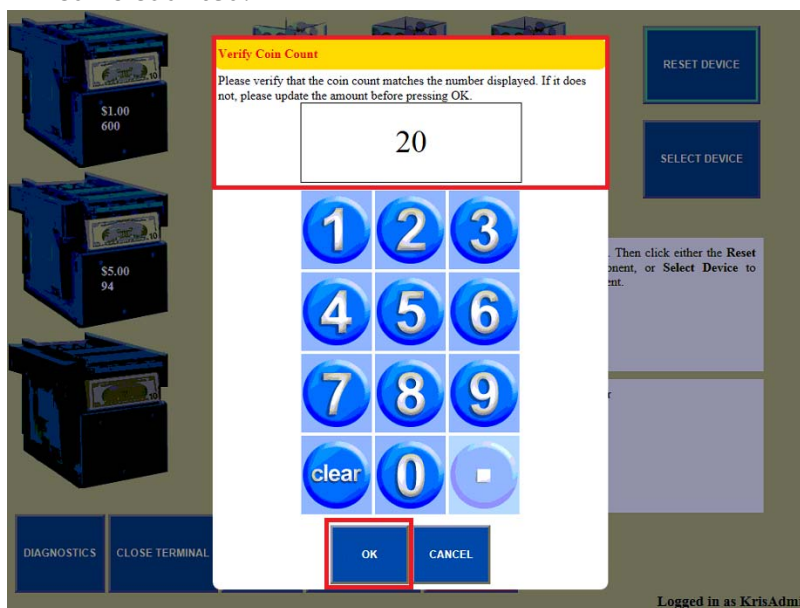 Verify Coin Count
Please verify that the coin count matches the number displayed. If it does
not, please update the amount before pressing OK.
20
1 2 3
4 5 6
7 8 9
clear 0 .
OK
CANCEL
$1.00
600
$5.00
94
RESET DEVICE
SELECT DEVICE
. Then click either the Reset
or Select Device to
DIAGNOSTICS
CLOSE TERMINAL
Logged in as